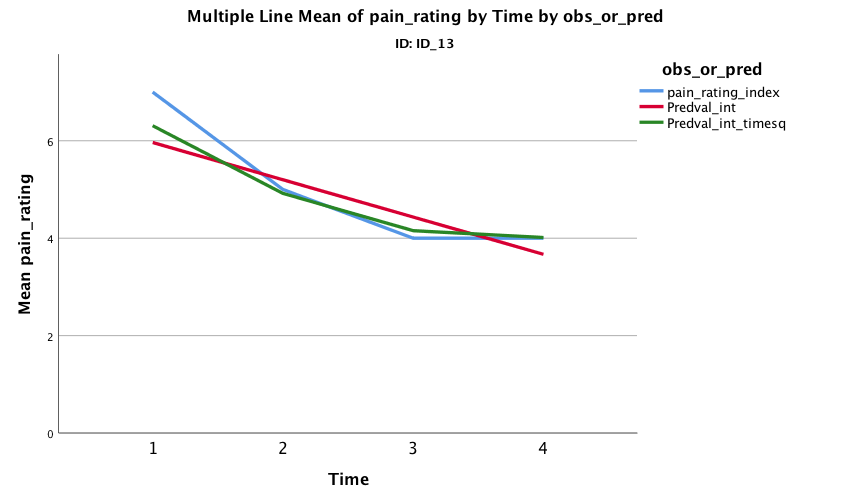 Multiple Line Mean of pain_rating by Time by obs_or_pred
ID: ID_13
obs_or_pred
pain_rating_index
Predval_int
Predval_int_timesq
Mean pain_rating
6
4
2
0
1 2 3 4
Time